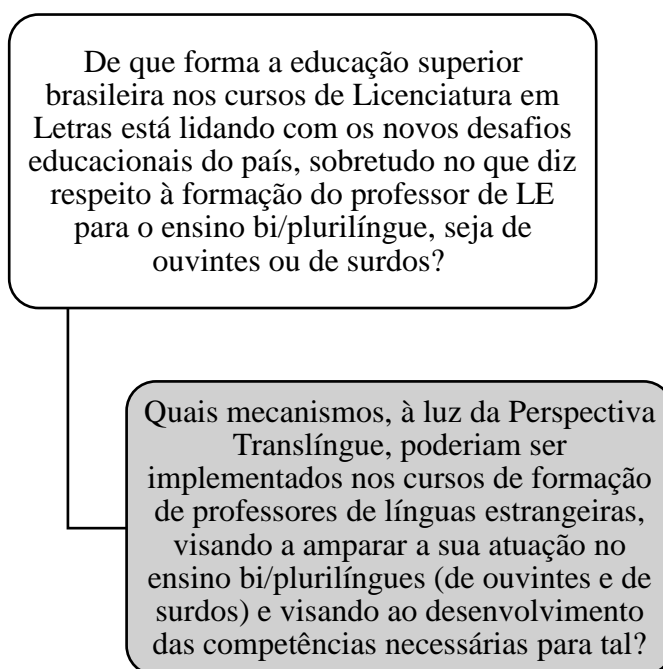 De que forma a educação superior
brasileira nos cursos de Licenciatura em
Letras está lidando com os novos desafios
educacionais do país, sobretudo no que diz
respeito à formação do professor de LE
para o ensino bi/plurilíngue, seja de
ouvintes ou de surdos?
Quais mecanismos, à luz da Perspectiva
Translíngue, poderiam ser
implementados nos cursos de formação
de professores de línguas estrangeiras,
visando a amparar a sua atuação no
ensino bi/plurilíngues (de ouvintes e de
surdos) e visando ao desenvolvimento
das competências necessárias para tal?